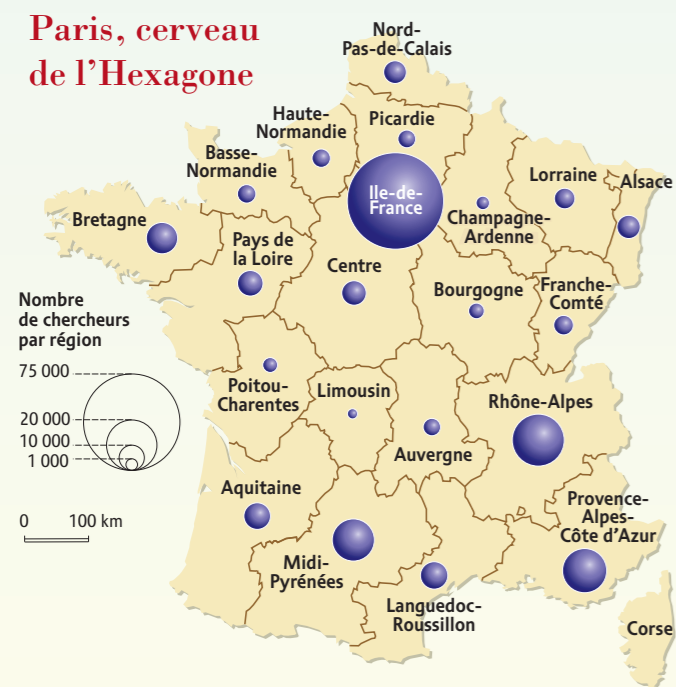 Paris, cerveau
de l'Hexagone
Nord-
Pas-de-Calais
Haute-
Normandie
Picardie
Basse-
Normandie
Ile-de-
France
Lorraine
Alsace
Champagne-
Ardenne
Bretagne
Pays de
la Loire
Centre
Bourgogne
Franche-
Comté
Nombre
de chercheurs
par région
75 000
20 000
10 000
1 000
Poitou-
Charentes
Limousin
Auvergne
Rhône-Alpes
Aquitaine
0 100 km
Midi-
Pyrénées
Provence-
Alpes-
Côte d'Azur
Languedoc-
Roussillon
Corse